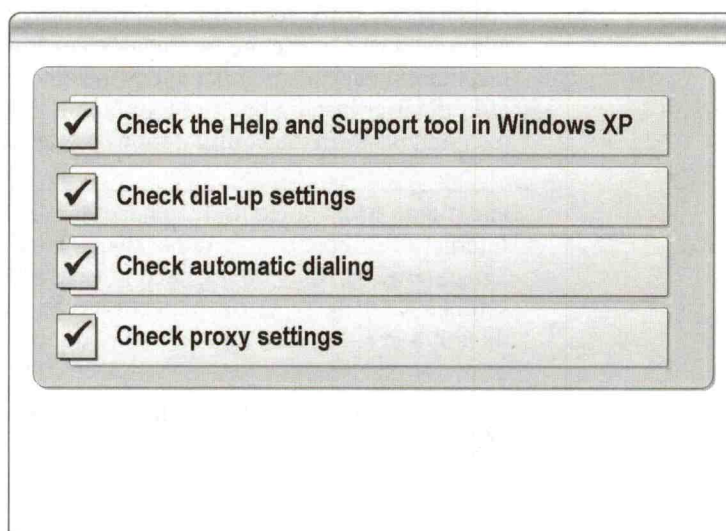 Check the Help and Support tool in Windows XP
Check dial-up settings
Check automatic dialing
Check proxy settings